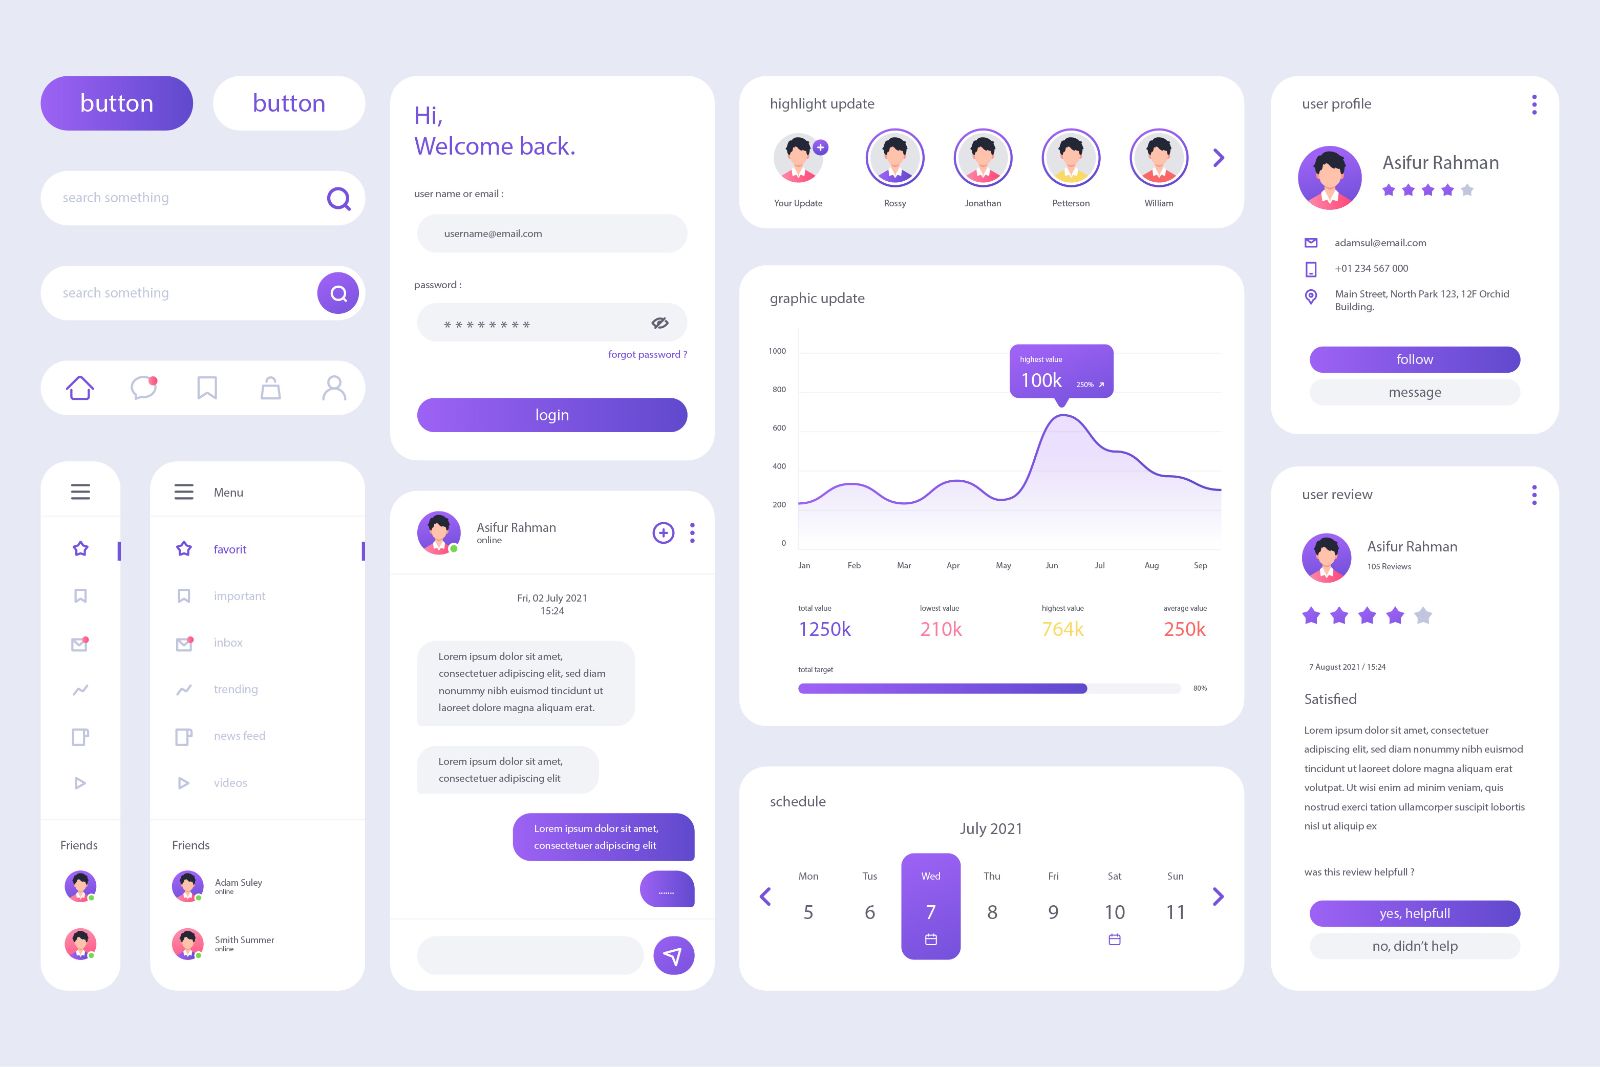 button
button
search something
search something
Menu
favorit
important
inbox
trending
news feed
videos
Friends
Friends
Adam Suley
online
Smith Summer
online
Hi,
Welcome back.
user name or email :
username@email.com
password :
* * * * * * * *
forgot password ?
login
Asifur Rahman
online
Fri, 02 July 2021
15:24
Lorem ipsum dolor sit amet,
consectetuer adipiscing elit, sed diam
nonummy nibh euismod tincidunt ut
laoreet dolore magna aliquam erat.
Lorem ipsum dolor sit amet,
consectetuer adipiscing elit
Lorem ipsum dolor sit amet,
consectetuer adipiscing elit
.......
highlight update
Your Update
Rossy
Jonathan
Petterson
William
graphic update
1000
800
600
400
200
0
highest value
100k 250%
Jan Feb Mar Apr May Jun Jul Aug Sep
total value lowest value highest value average value
1250k 210k 764k 250k
total target
80%
schedule
July 2021
Mon Tus Wed Thu Fri Sat Sun
5 6 7 8 9 10 11
user profile
Asifur Rahman
adamsul@email.com
+01 234 567 000
Main Street, North Park 123, 12F Orchid
Building.
follow
message
user review
Asifur Rahman
105 Reviews
7 August 2021 / 15:24
Satisfied
Lorem ipsum dolor sit amet, consectetuer
adipiscing elit, sed diam nonummy nibh euismod
tincidunt ut laoreet dolore magna aliquam erat
volutpat. Ut wisi enim ad minim veniam, quis
nostrud exerci tation ullamcorper suscipit lobortis
nisl ut aliquip ex
was this review helpfull ?
yes, helpfull
no, didn't help